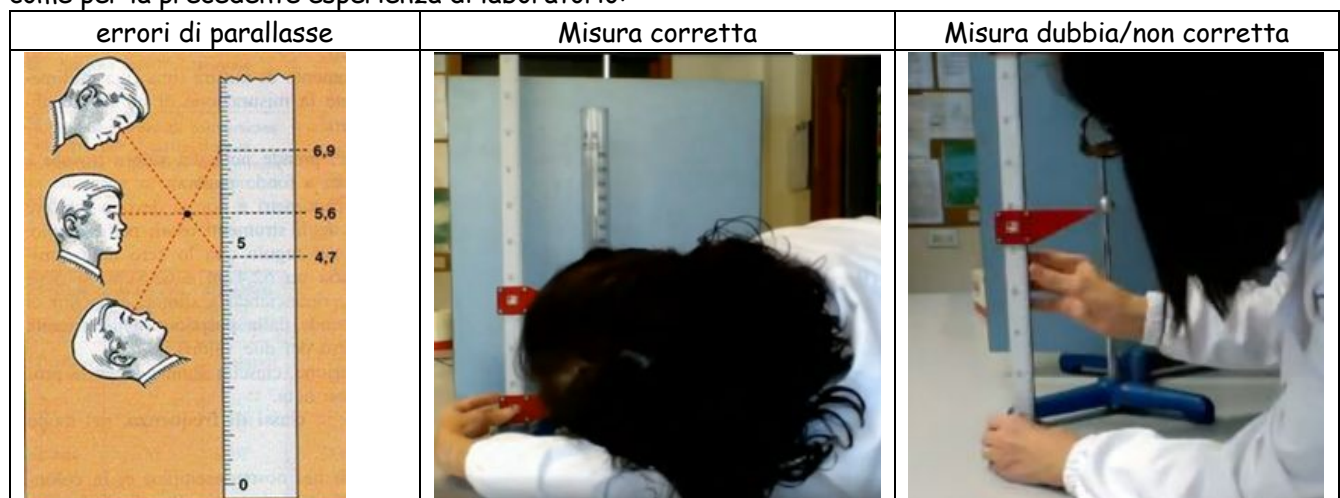 come per la precedente esperienza di laboratorio:
errori di parallasse
Misura corretta
Misura dubbia/non corretta
6,9
5,6
5
4,7
0